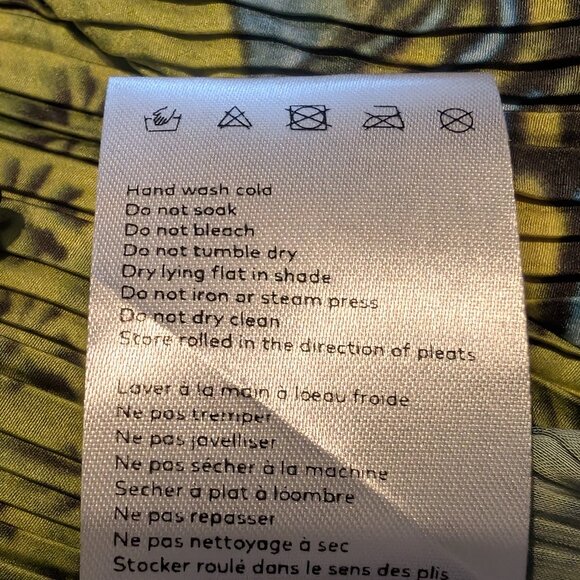 Hand wash cold
Do not soak
Do not bleach
Do not tumble dry
Dry lying flat in shade
Do not iron or steam press
Do not dry clean
Store rolled in the direction of pleats
Laver à la main à loeau froide
Ne pas tremper
Ne pas javelliser
Ne pas sécher à la machine
Secher a plat à loombre
Ne pas repasser
Ne pas nettoyage à sec
Stocker roulé dans le sens des plis